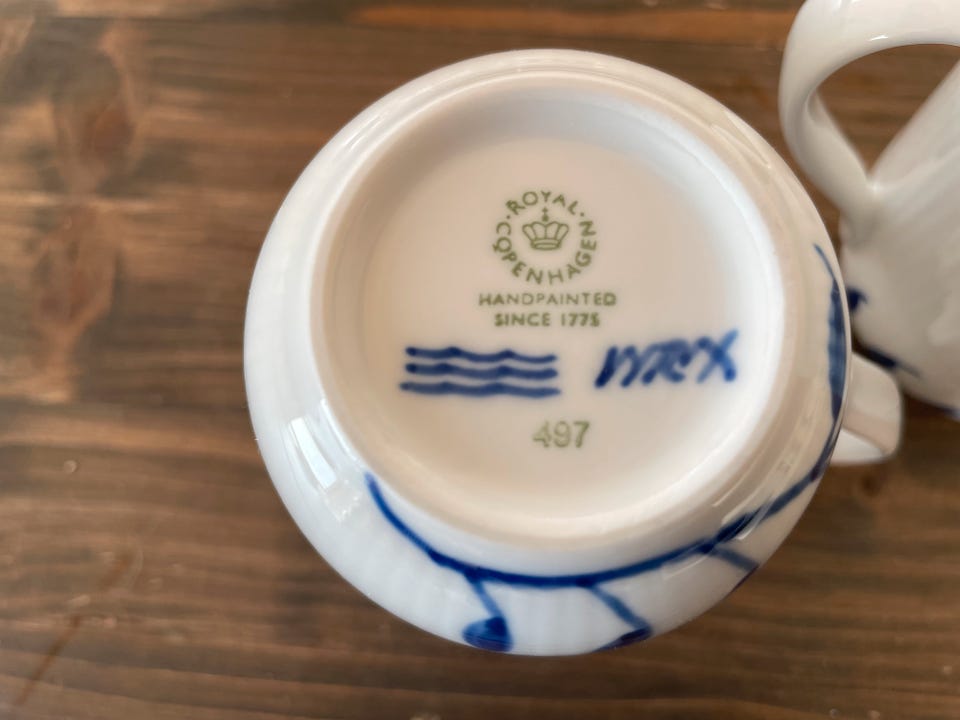 ROYAL COPENHAGEN
HANDPAINTED
SINCE 1775
497